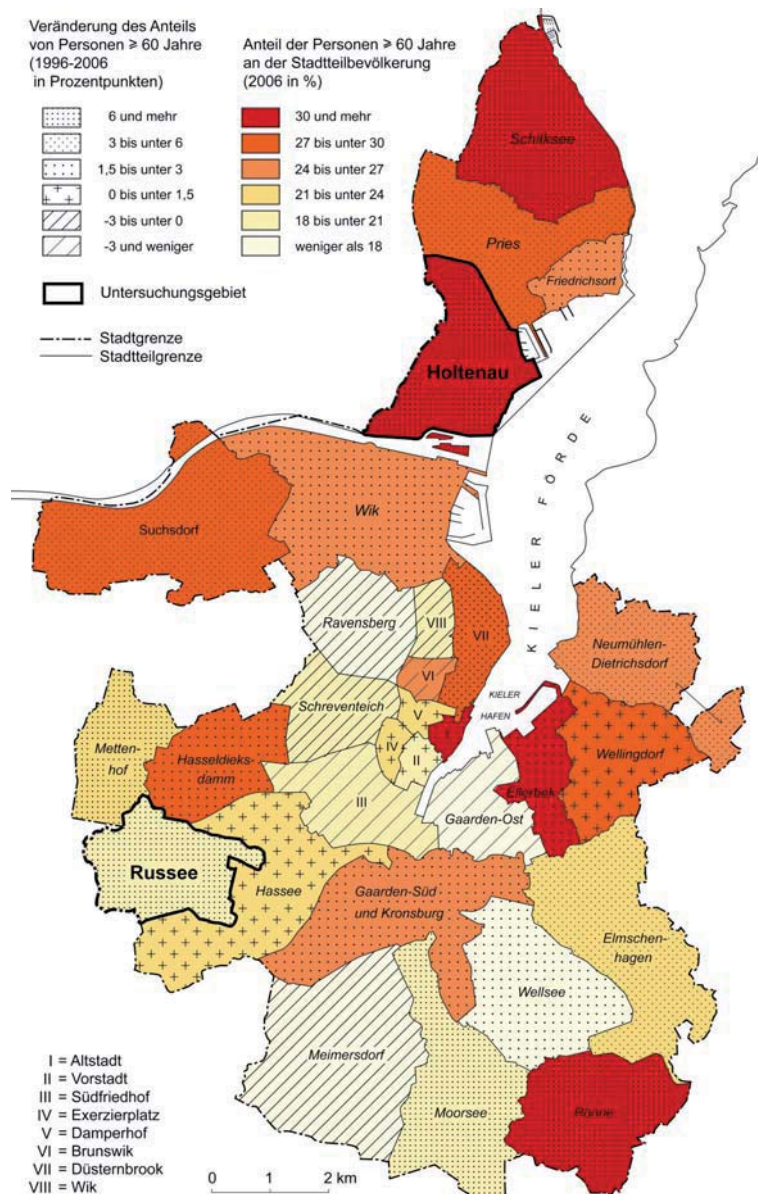 Veränderung des Anteils
von Personen ≥ 60 Jahre
(1996-2006
in Prozentpunkten)
6 und mehr
3 bis unter 6
1,5 bis unter 3
0 bis unter 1,5
-3 bis unter 0
-3 und weniger
Anteil der Personen ≥ 60 Jahre
an der Stadtteilbevölkerung
(2006 in %)
30 und mehr
27 bis unter 30
24 bis unter 27
21 bis unter 24
18 bis unter 21
weniger als 18
Untersuchungsgebiet
Stadtgrenze
Stadtteilgrenze
Schilksee
Pries
Friedrichsort
Holtenau
KIELER FÖRDE
Wik
Suchsdorf
Ravensberg
VIII
VII
VI
Neumühlen-
Dietrichsdorf
Schreventeich
V
KIELER
HAFEN
IV
II
I
Metten-
hof
Hasseldieks-
damm
Wellingdorf
Ellerbek
III
Gaarden-Ost
Russee
Hassee
Gaarden-Süd
und Kronsburg
Elmschen-
hagen
Wellsee
Meimersdorf
Moorsee
Rönne
I = Altstadt
II = Vorstadt
III = Südfriedhof
IV = Exerzierplatz
V = Damperhof
VI = Brunswik
VII = Düsternbrook
VIII = Wik
0 1 2 km